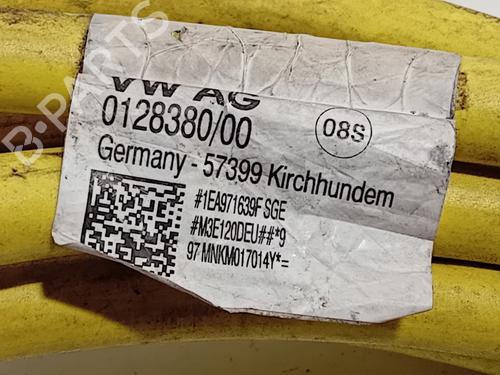 VW AG
0128380/00
08S
Germany - 57399 Kirchhundem
#1EA971639F SGE
#M3E120DEU##*9
97 MNKM017014Y*=
B-PARTS